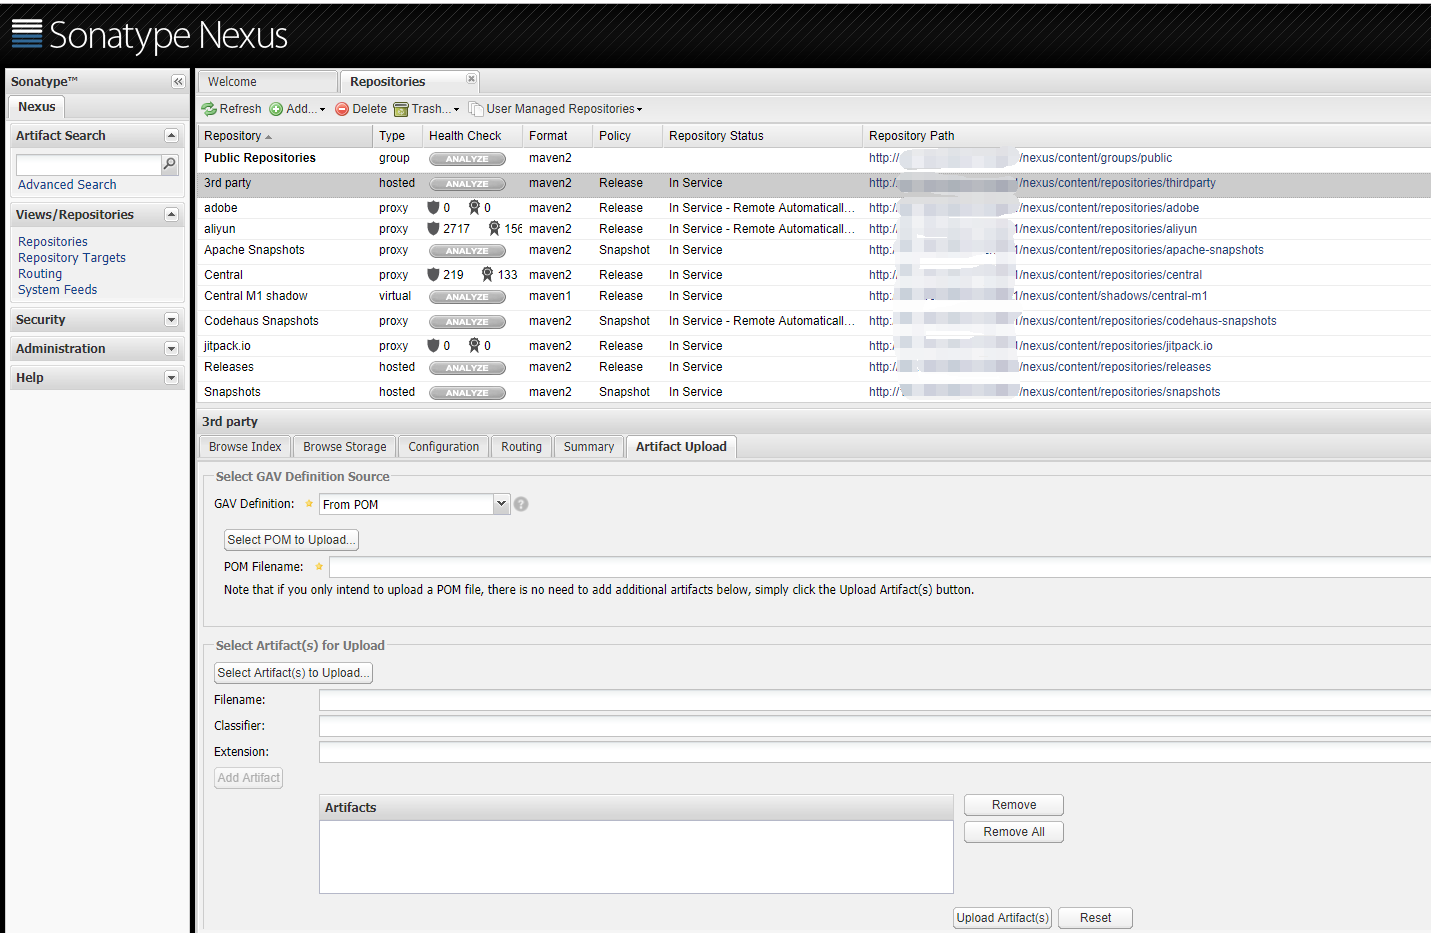 Sonatype Nexus
Sonatype™
Nexus
Artifact Search
Advanced Search
Views/Repositories
Repositories
Repository Targets
Routing
System Feeds
Security
Administration
Help
Welcome
Repositories
Refresh Add... Delete Trash... User Managed Repositories
Repository Type Health Check Format Policy Repository Status Repository Path
Public Repositories group ANALYZE maven2 http:// /nexus/content/groups/public
3rd party hosted ANALYZE maven2 Release In Service http:/ /nexus/content/repositories/thirdparty
adobe proxy 0 0 maven2 Release In Service - Remote Automaticall... http:/ /nexus/content/repositories/adobe
aliyun proxy 2717 156 maven2 Release In Service - Remote Automaticall... http:/ 1/nexus/content/repositories/aliyun
Apache Snapshots proxy ANALYZE maven2 Snapshot In Service http:/ 1/nexus/content/repositories/apache-snapshots
Central proxy 219 133 maven2 Release In Service http:/ 1/nexus/content/repositories/central
Central M1 shadow virtual ANALYZE maven1 Release In Service http:/ 1/nexus/content/shadows/central-m1
Codehaus Snapshots proxy ANALYZE maven2 Snapshot In Service - Remote Automaticall... http:/ /nexus/content/repositories/codehaus-snapshots
jitpack.io proxy 0 0 maven2 Release In Service http:/ /nexus/content/repositories/jitpack.io
Releases hosted ANALYZE maven2 Release In Service http:/ /nexus/content/repositories/releases
Snapshots hosted ANALYZE maven2 Snapshot In Service http:// /nexus/content/repositories/snapshots
3rd party
Browse Index Browse Storage Configuration Routing Summary Artifact Upload
Select GAV Definition Source
GAV Definition: From POM
Select POM to Upload...
POM Filename:
Note that if you only intend to upload a POM file, there is no need to add additional artifacts below, simply click the Upload Artifact(s) button.
Select Artifact(s) for Upload
Select Artifact(s) to Upload...
Filename:
Classifier:
Extension:
Add Artifact
Artifacts
Remove
Remove All
Upload Artifact(s) Reset